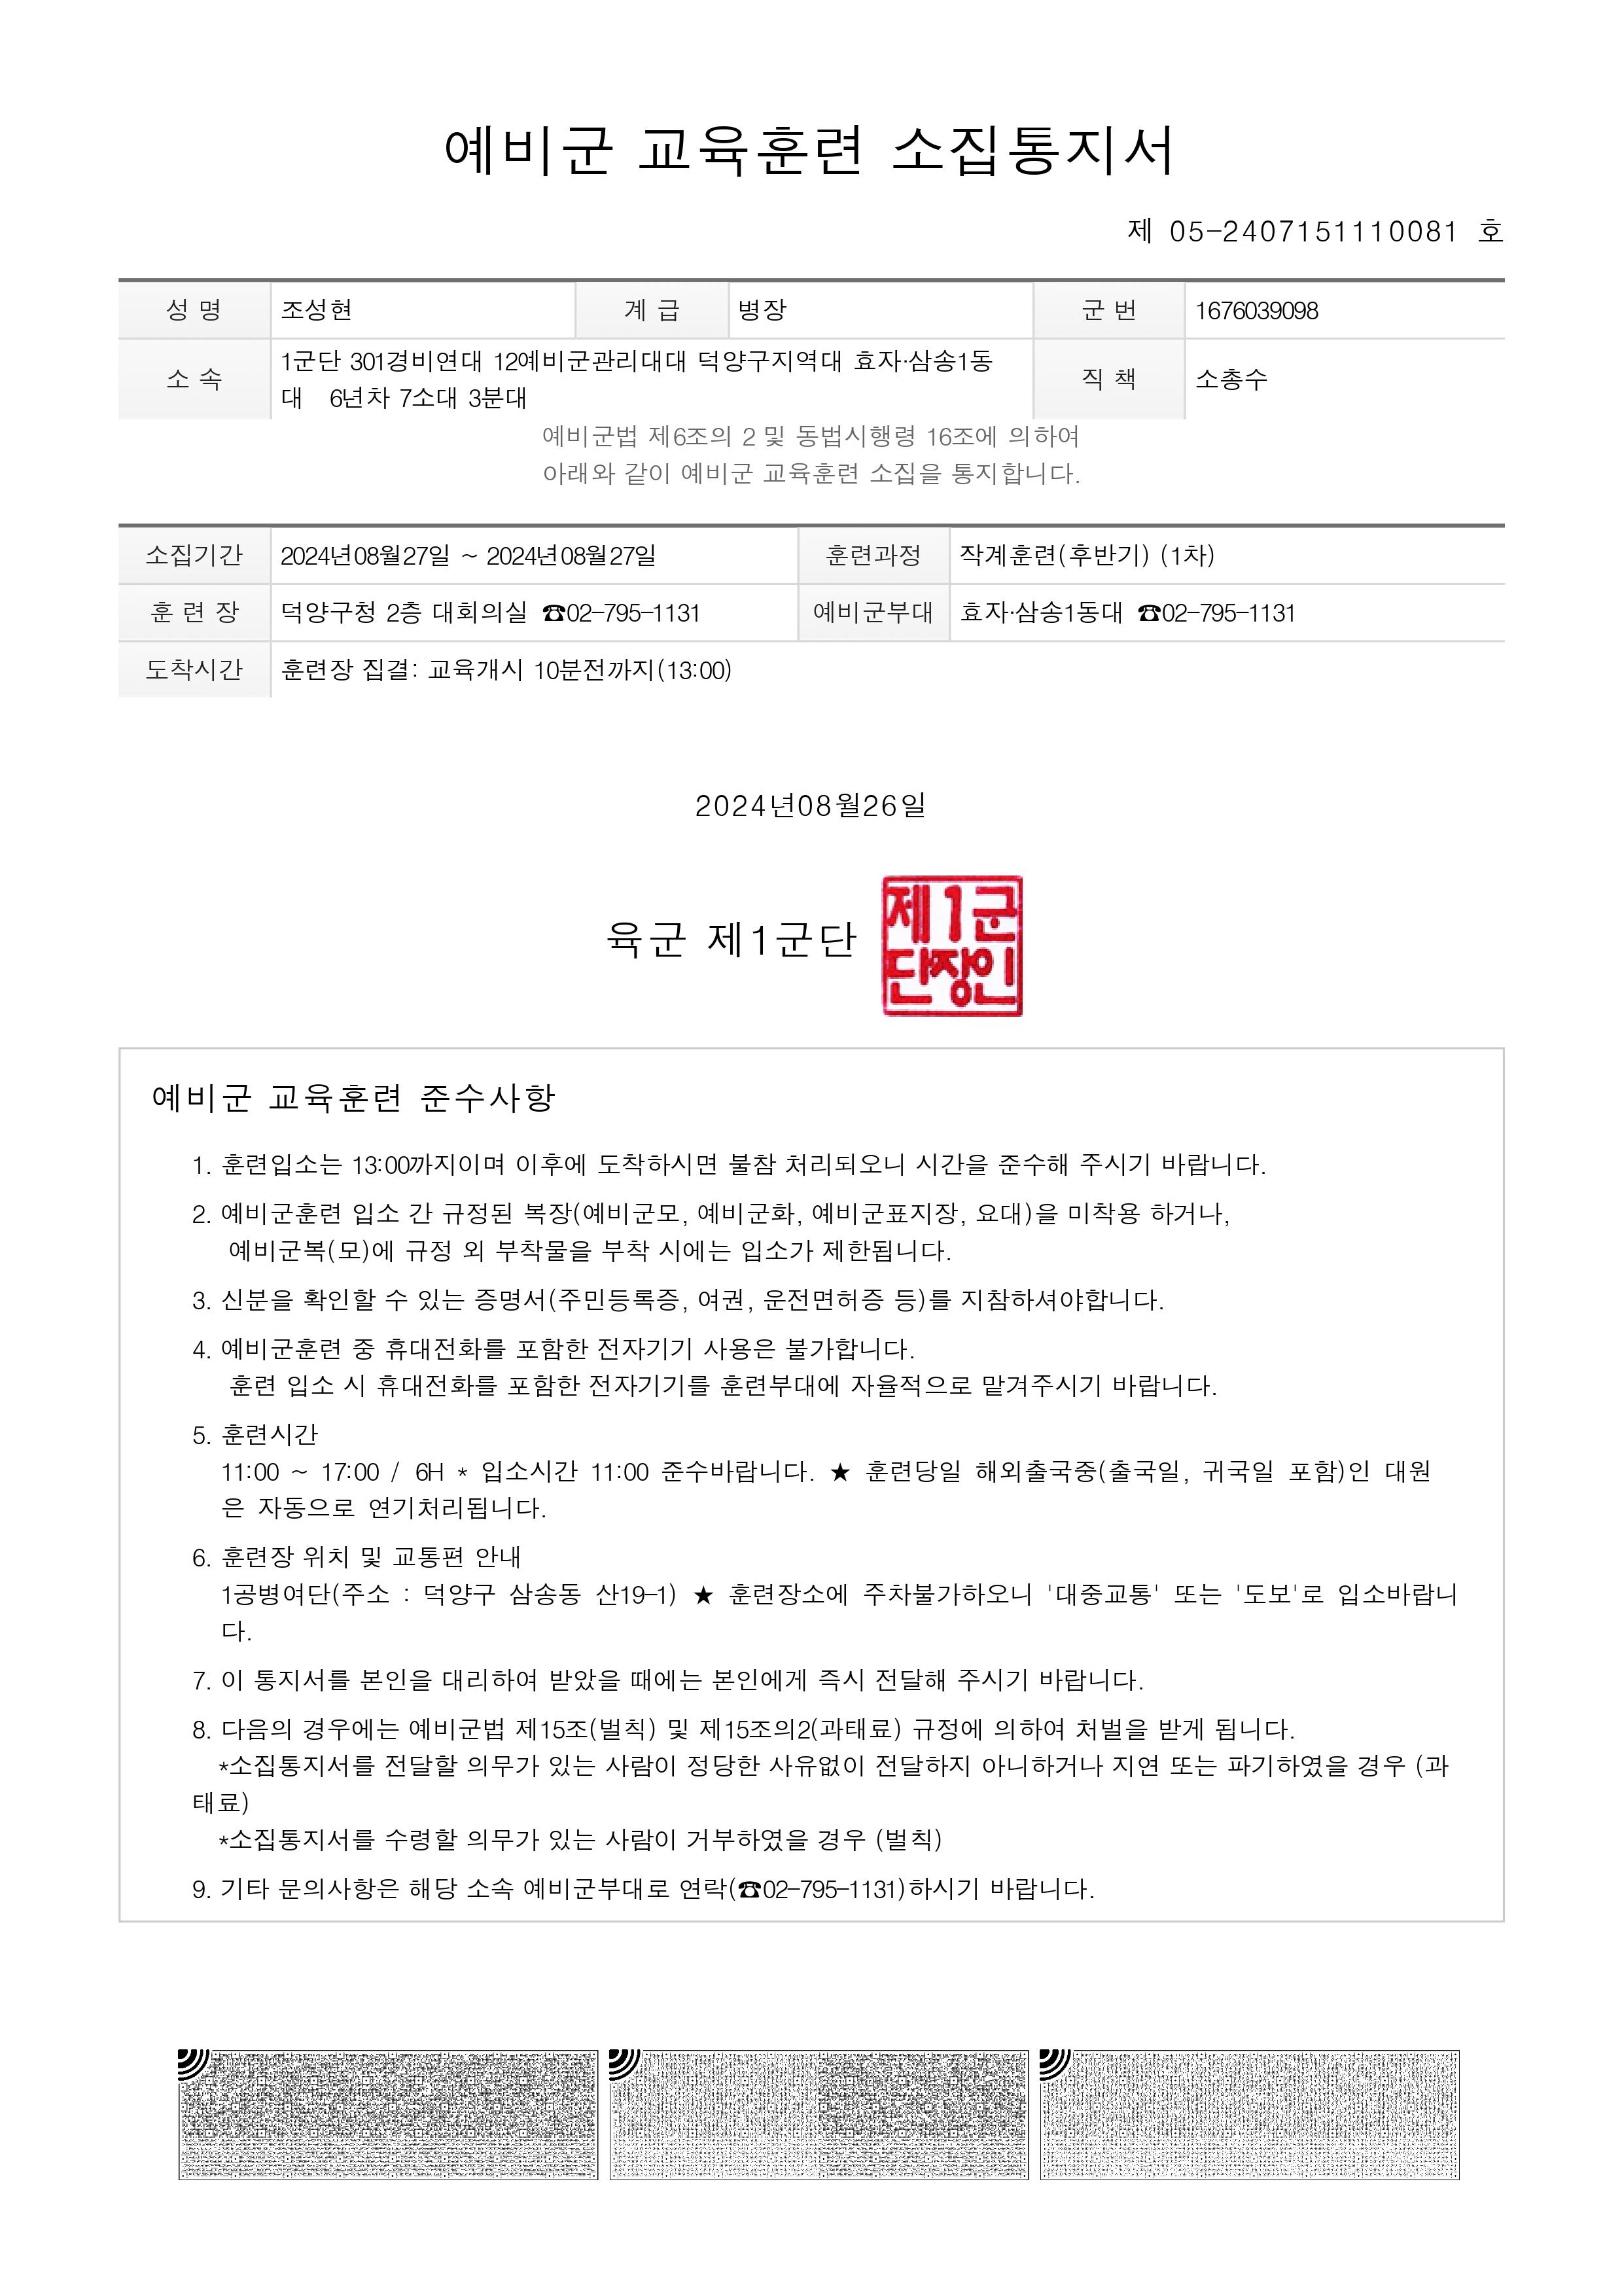 예비군 교육훈련 소집통지서
제 05-2407151110081 호
성 명 조성현 계 급 병장 군 번 1676039098
소 속 1군단 301경비연대 12예비군관리대대 덕양구지역대 효자·삼송1동
대 6년차 7소대 3분대 직 책 소총수
예비군법 제6조의 2 및 동법시행령 16조에 의하여
아래와 같이 예비군 교육훈련 소집을 통지합니다.
소집기간 2024년08월27일 ~ 2024년08월27일 훈련과정 작계훈련(후반기) (1차)
훈 련 장 덕양구청 2층 대회의실 ☎02-795-1131 예비군부대 효자·삼송1동대 ☎02-795-1131
도착시간 훈련장 집결: 교육개시 10분전까지(13:00)
2024년08월26일
육군 제1군단
제1군
단장인
예비군 교육훈련 준수사항
1. 훈련입소는 13:00까지이며 이후에 도착하시면 불참 처리되오니 시간을 준수해 주시기 바랍니다.
2. 예비군훈련 입소 간 규정된 복장(예비군모, 예비군화, 예비군표지장, 요대)을 미착용 하거나,
예비군복(모)에 규정 외 부착물을 부착 시에는 입소가 제한됩니다.
3. 신분을 확인할 수 있는 증명서(주민등록증, 여권, 운전면허증 등)를 지참하셔야합니다.
4. 예비군훈련 중 휴대전화를 포함한 전자기기 사용은 불가합니다.
훈련 입소 시 휴대전화를 포함한 전자기기를 훈련부대에 자율적으로 맡겨주시기 바랍니다.
5. 훈련시간
11:00 ~ 17:00 / 6H * 입소시간 11:00 준수바랍니다. ★ 훈련당일 해외출국중(출국일, 귀국일 포함)인 대원
은 자동으로 연기처리됩니다.
6. 훈련장 위치 및 교통편 안내
1공병여단(주소 : 덕양구 삼송동 산19-1) ★ 훈련장소에 주차불가하오니 '대중교통' 또는 '도보'로 입소바랍니
다.
7. 이 통지서를 본인을 대리하여 받았을 때에는 본인에게 즉시 전달해 주시기 바랍니다.
8. 다음의 경우에는 예비군법 제15조(벌칙) 및 제15조의2(과태료) 규정에 의하여 처벌을 받게 됩니다.
*소집통지서를 전달할 의무가 있는 사람이 정당한 사유없이 전달하지 아니하거나 지연 또는 파기하였을 경우 (과
태료)
*소집통지서를 수령할 의무가 있는 사람이 거부하였을 경우 (벌칙)
9. 기타 문의사항은 해당 소속 예비군부대로 연락(☎02-795-1131)하시기 바랍니다.